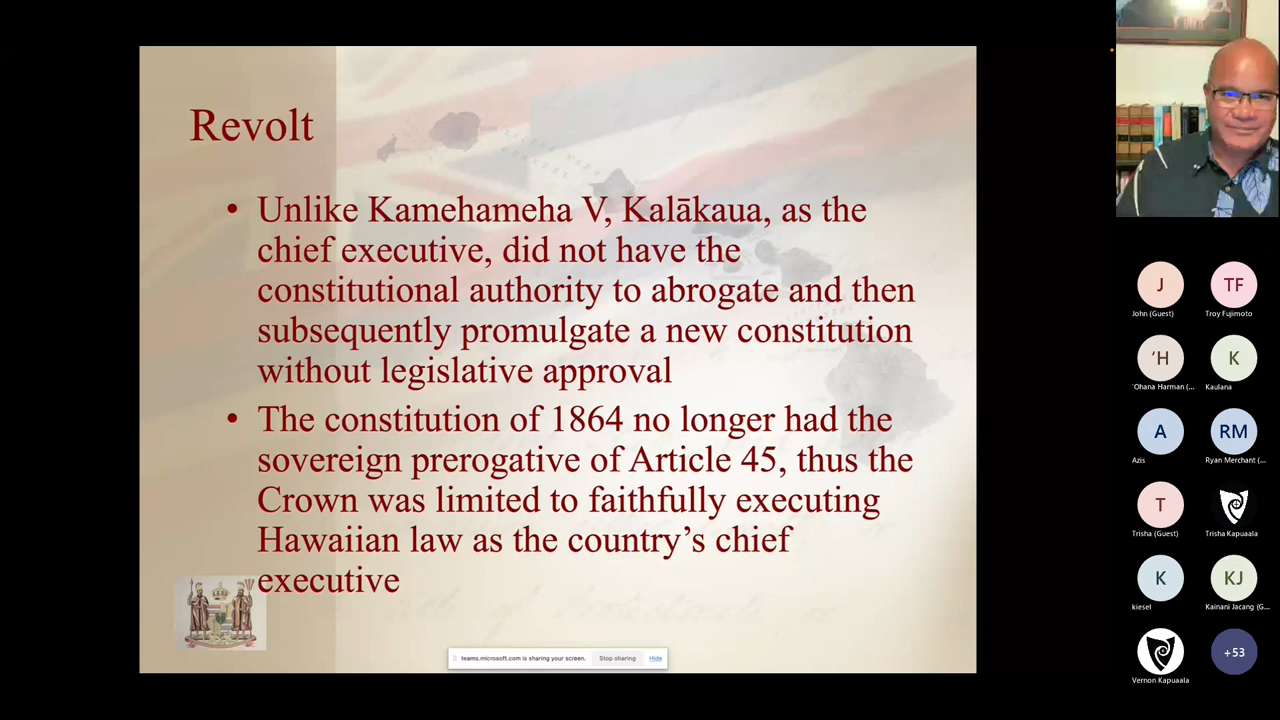 Revolt
• Unlike Kamehameha V, Kalākaua, as the
chief executive, did not have the
constitutional authority to abrogate and then
subsequently promulgate a new constitution
without legislative approval
• The constitution of 1864 no longer had the
sovereign prerogative of Article 45, thus the
Crown was limited to faithfully executing
Hawaiian law as the country’s chief
executive
teams.microsoft.com is sharing your screen. Stop sharing Hide
J TF
John (Guest) Troy Fujimoto
‘H K
‘Ohana Harman (... Kaulana
A RM
Azis Ryan Merchant (...
T
Trisha (Guest) Trisha Kapuaala
K KJ
kiesel Kainani Jacang (G...
+53
Vernon Kapuaala